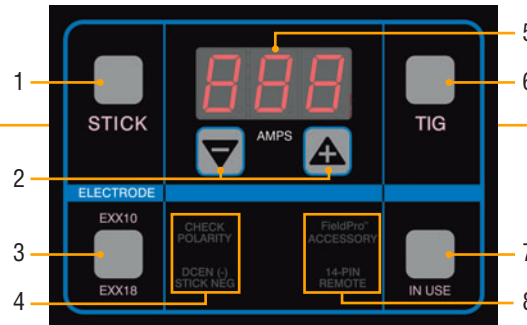 5
1
6
888
STICK
TIG
AMPS
2
ELECTRODE
EXX10
CHECK
POLARITY
FieldPro™
ACCESSORY
3
7
DCEN (-)
STICK NEG
14-PIN
REMOTE
EXX18
IN USE
4
8